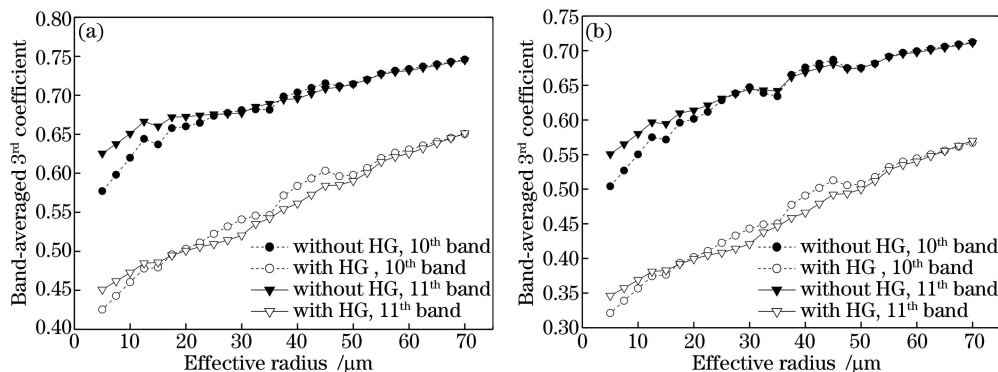 (a)
Band-averaged 3rd coefficient
0.80
0.75
0.70
0.65
0.60
0.55
0.50
0.45
0.40
without HG, 10th band
with HG , 10th band
without HG, 11th band
with HG, 11th band
0 10 20 30 40 50 60 70
Effective radius /μm
(b)
Band-averaged 3rd coefficient
0.75
0.70
0.65
0.60
0.55
0.50
0.45
0.40
0.35
0.30
without HG, 10th band
with HG , 10th band
without HG, 11th band
with HG, 11th band
0 10 20 30 40 50 60 70
Effective radius /μm